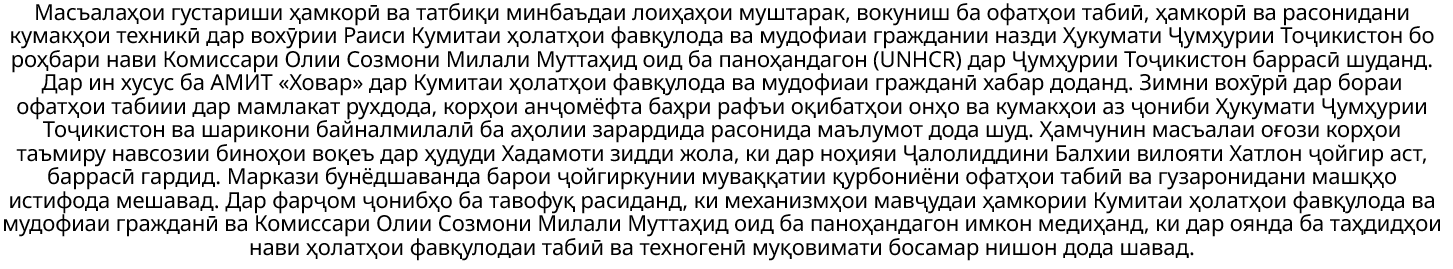 Масъалаҳои густариши ҳамкорӣ ва татбиқи минбаъдаи лоиҳаҳои муштарак, вокуниш ба офатҳои табиӣ, ҳамкорӣ ва расонидани
кумакҳои техникӣ дар вохӯрии Раиси Кумитаи ҳолатҳои фавқулода ва мудофиаи граждании назди Ҳукумати Ҷумҳурии Тоҷикистон бо
роҳбари нави Комиссари Олии Созмони Милали Муттаҳид оид ба паноҳандагон (UNHCR) дар Ҷумҳурии Тоҷикистон баррасӣ шуданд.
Дар ин хусус ба АМИТ «Ховар» дар Кумитаи ҳолатҳои фавқулода ва мудофиаи гражданӣ хабар доданд. Зимни вохӯрӣ дар бораи
офатҳои табиии дар мамлакат рухдода, корҳои анҷомёфта баҳри рафъи оқибатҳои онҳо ва кумакҳои аз ҷониби Ҳукумати Ҷумҳурии
Тоҷикистон ва шарикони байналмилалӣ ба аҳолии зарардида расонида маълумот дода шуд. Ҳамчунин масъалаи оғози корҳои
таъмиру навсозии биноҳои воқеъ дар ҳудуди Хадамоти зидди жола, ки дар ноҳияи Ҷалолиддини Балхии вилояти Хатлон ҷойгир аст,
баррасӣ гардид. Маркази бунёдшаванда барои ҷойгиркунии муваққатии қурбониёни офатҳои табиӣ ва гузаронидани машқҳо
истифода мешавад. Дар фарҷом ҷонибҳо ба тавофуқ расиданд, ки механизмҳои мавҷудаи ҳамкории Кумитаи ҳолатҳои фавқулода ва
мудофиаи гражданӣ ва Комиссари Олии Созмони Милали Муттаҳид оид ба паноҳандагон имкон медиҳанд, ки дар оянда ба таҳдидҳои
нави ҳолатҳои фавқулодаи табиӣ ва техногенӣ муқовимати босамар нишон дода шавад.